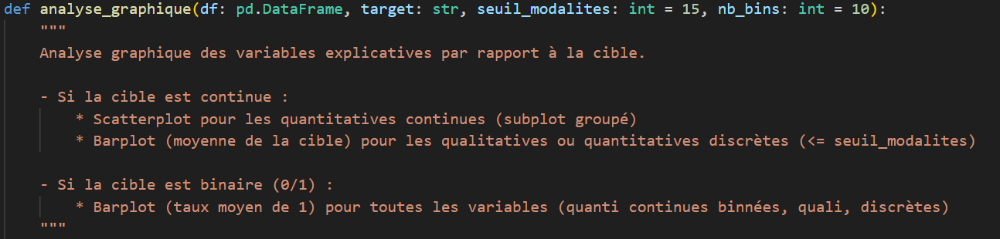 def analyse_graphique(df: pd.DataFrame, target: str, seuil_modalites: int = 15, nb_bins: int = 10):
"""
Analyse graphique des variables explicatives par rapport à la cible.
- Si la cible est continue :
* Scatterplot pour les quantitatives continues (subplot groupé)
* Barplot (moyenne de la cible) pour les qualitatives ou quantitatives discrètes (<= seuil_modalites)
- Si la cible est binaire (0/1) :
* Barplot (taux moyen de 1) pour toutes les variables (quanti continues binnées, quali, discrètes)
"""